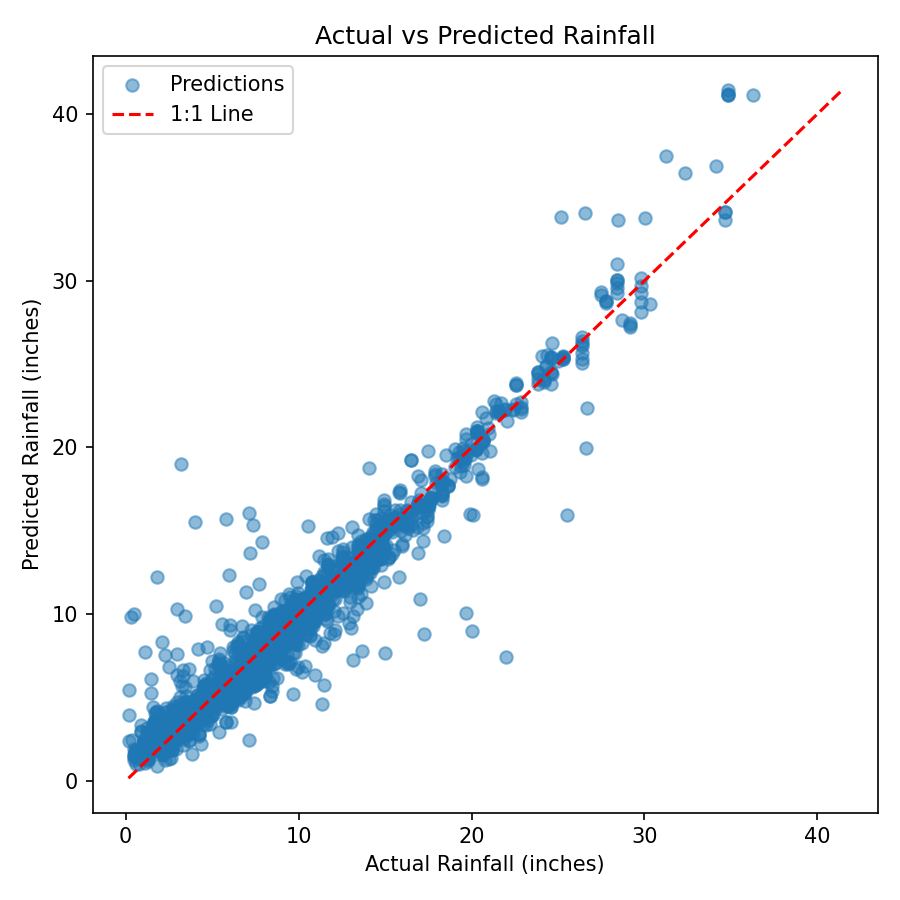 Actual vs Predicted Rainfall
Predictions
1:1 Line
40
30
20
10
0
Predicted Rainfall (inches)
0 10 20 30 40
Actual Rainfall (inches)